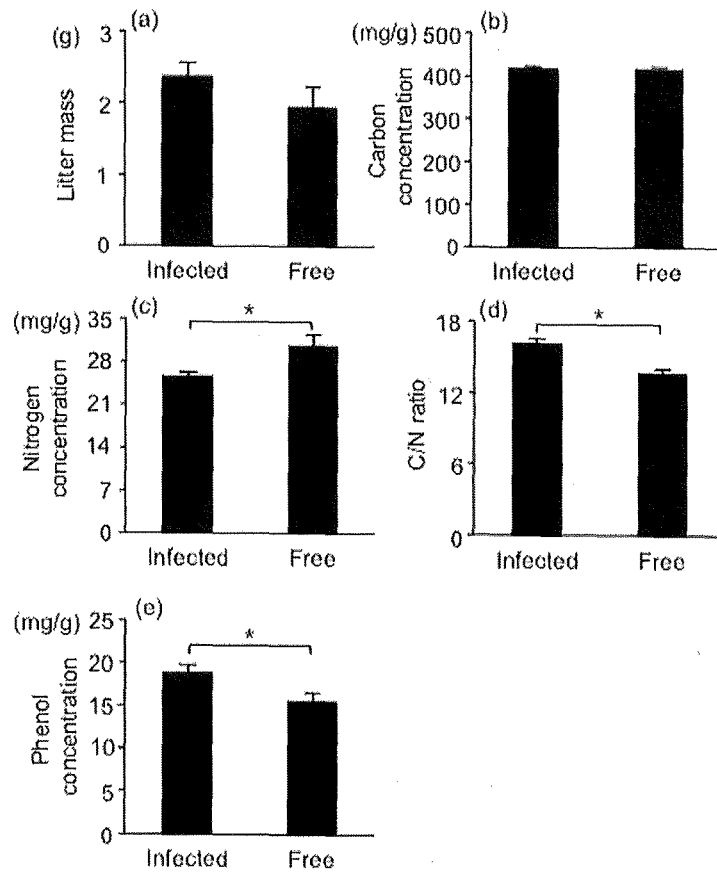 (g)
(a)
3
2
1
0
Litter mass
Infected Free
(mg/g)
(b)
500
400
300
200
100
0
Carbon
concentration
Infected Free
(mg/g)
(c)
35
28
21
14
7
0
Nitrogen
concentration
*
Infected Free
(d)
18
12
6
0
C/N ratio
*
Infected Free
(mg/g)
(e)
25
20
15
10
5
0
Phenol
concentration
*
Infected Free